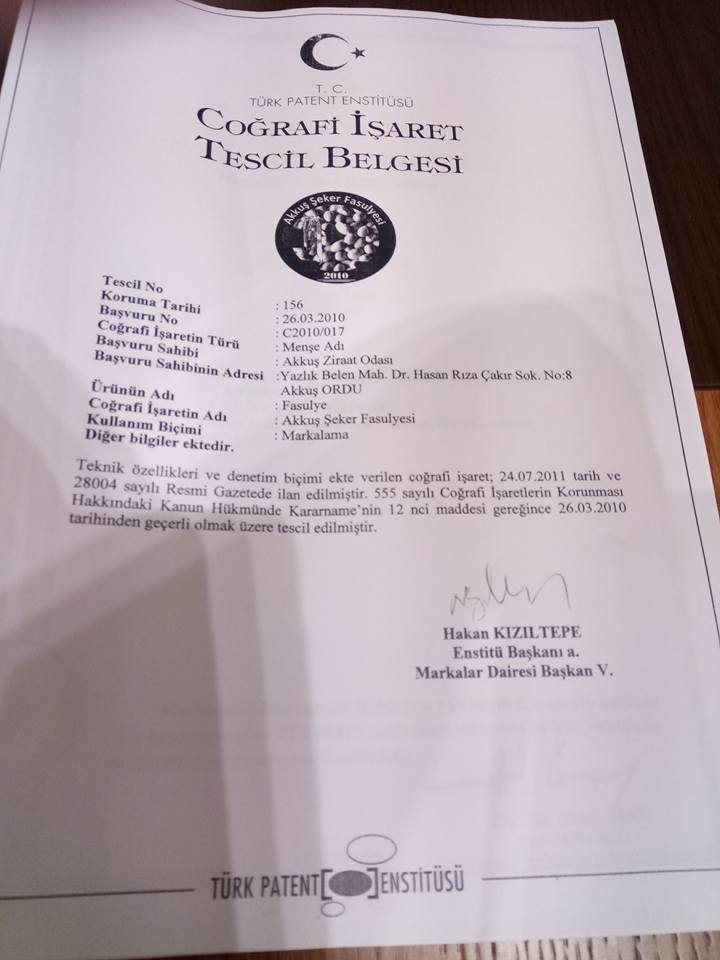 T. C.
TÜRK PATENT ENSTİTÜSÜ
COĞRAFİ İŞARET
TESCİL BELGESİ
Akkuş Şeker Fasulyesi
2010
Tescil No : 156
Koruma Tarihi : 26.03.2010
Başvuru No : C2010/017
Coğrafi İşaretin Türü : Menşe Adı
Başvuru Sahibi : Akkuş Ziraat Odası
Başvuru Sahibinin Adresi :Yazlık Belen Mah. Dr. Hasan Rıza Çakır Sok. No:8
Akkuş ORDU
Ürünün Adı : Fasulye
Coğrafi İşaretin Adı : Akkuş Şeker Fasulyesi
Kullanım Biçimi : Markalama
Diğer bilgiler ektedir.
Teknik özellikleri ve denetim biçimi ekte verilen coğrafi işaret; 24.07.2011 tarih ve
28004 sayılı Resmi Gazetede ilan edilmiştir. 555 sayılı Coğrafi İşaretlerin Korunması
Hakkındaki Kanun Hükmünde Kararname'nin 12 nci maddesi gereğince 26.03.2010
tarihinden geçerli olmak üzere tescil edilmiştir.
Hakan KIZILTEPE
Enstitü Başkanı a.
Markalar Dairesi Başkan V.
TÜRK PATENT[ ]ENSTİTÜSÜ